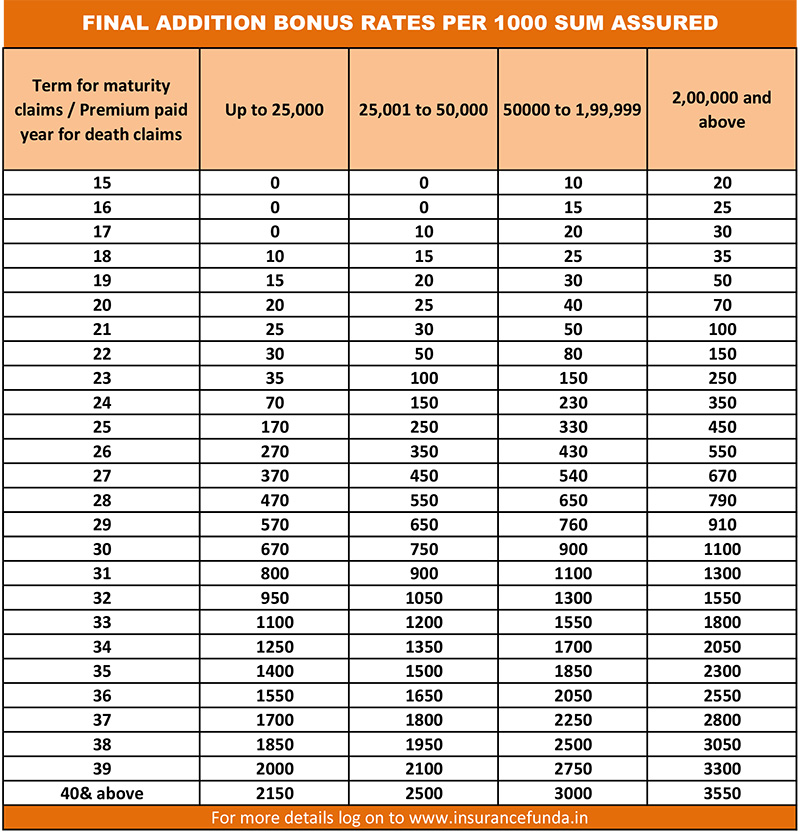 FINAL ADDITION BONUS RATES PER 1000 SUM ASSURED
Term for maturity
claims / Premium paid
year for death claims
Up to 25,000
25,001 to 50,000
50000 to 1,99,999
2,00,000 and
above
15 0 0 10 20
16 0 0 15 25
17 0 10 20 30
18 10 15 25 35
19 15 20 30 50
20 20 25 40 70
21 25 30 50 100
22 30 50 80 150
23 35 100 150 250
24 70 150 230 350
25 170 250 330 450
26 270 350 430 550
27 370 450 540 670
28 470 550 650 790
29 570 650 760 910
30 670 750 900 1100
31 800 900 1100 1300
32 950 1050 1300 1550
33 1100 1200 1550 1800
34 1250 1350 1700 2050
35 1400 1500 1850 2300
36 1550 1650 2050 2550
37 1700 1800 2250 2800
38 1850 1950 2500 3050
39 2000 2100 2750 3300
40& above 2150 2500 3000 3550
For more details log on to www.insurancefunda.in